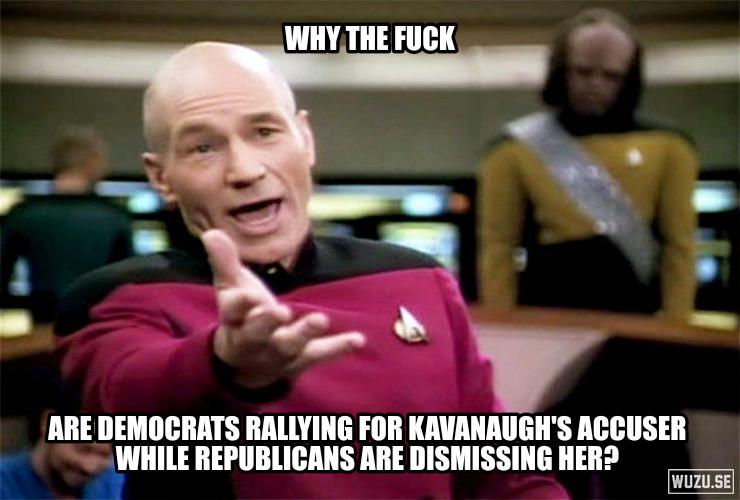 WHY THE FUCK
ARE DEMOCRATS RALLYING FOR KAVANAUGH'S ACCUSER
WHILE REPUBLICANS ARE DISMISSING HER?
WUZU.SE